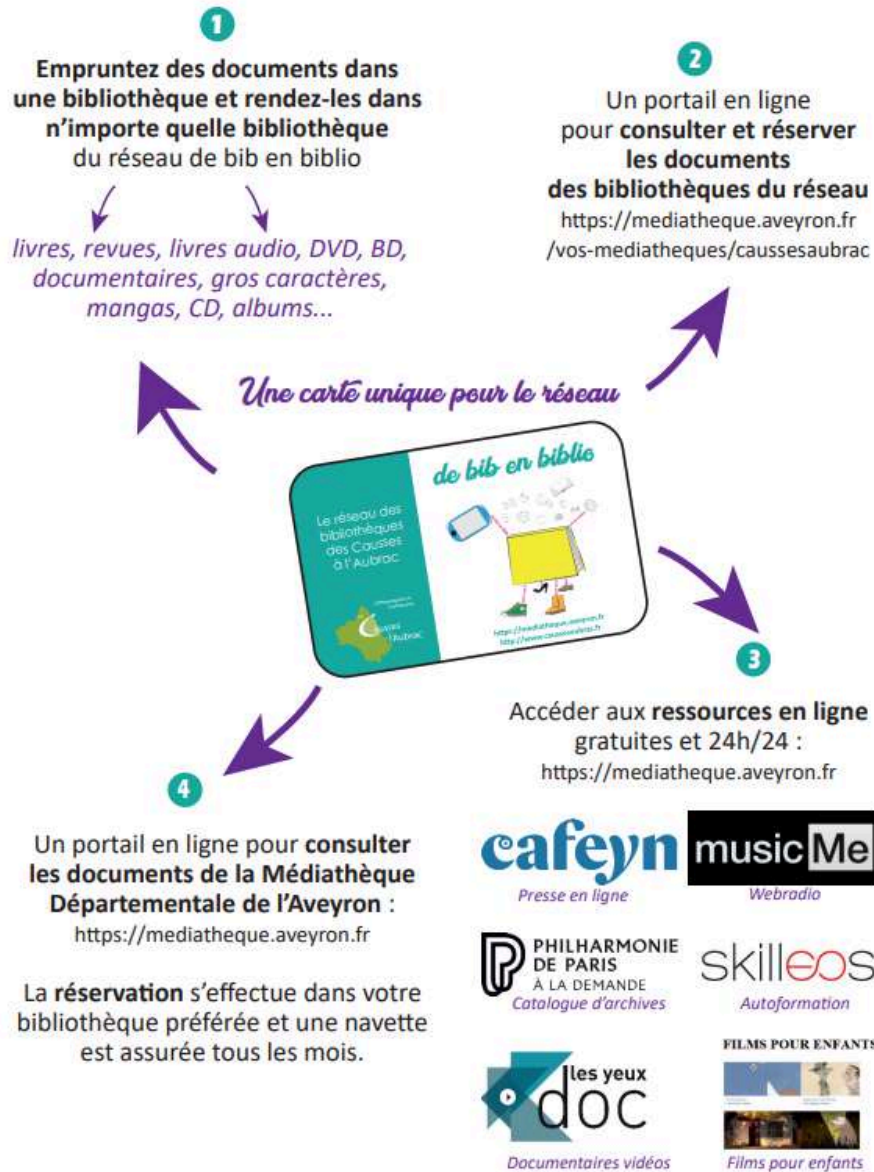 1
Empruntez des documents dans
une bibliothèque et rendez-les dans
n'importe quelle bibliothèque
du réseau de bib en biblio
livres, revues, livres audio, DVD, BD,
documentaires, gros caractères,
mangas, CD, albums...
2
Un portail en ligne
pour consulter et réserver
les documents
des bibliothèques du réseau
https://mediatheque.aveyron.fr
/vos-mediatheques/caussesaubrac
Une carte unique pour le réseau
Le réseau des
bibliothèques
des Causses
à l'Aubrac
de bib en biblio
https://mediatheque.aveyron.fr
3
Accéder aux ressources en ligne
gratuites et 24h/24 :
https://mediatheque.aveyron.fr
cafeyn
Presse en ligne
musicMe
Webradio
PHILHARMONIE
DE PARIS
À LA DEMANDE
Catalogue d'archives
skilleos
Autoformation
les yeux
doc
Documentaires vidéos
FILMS POUR ENFANTS
Films pour enfants
4
Un portail en ligne pour consulter
les documents de la Médiathèque
Départementale de l'Aveyron :
https://mediatheque.aveyron.fr
La réservation s'effectue dans votre
bibliothèque préférée et une navette
est assurée tous les mois.